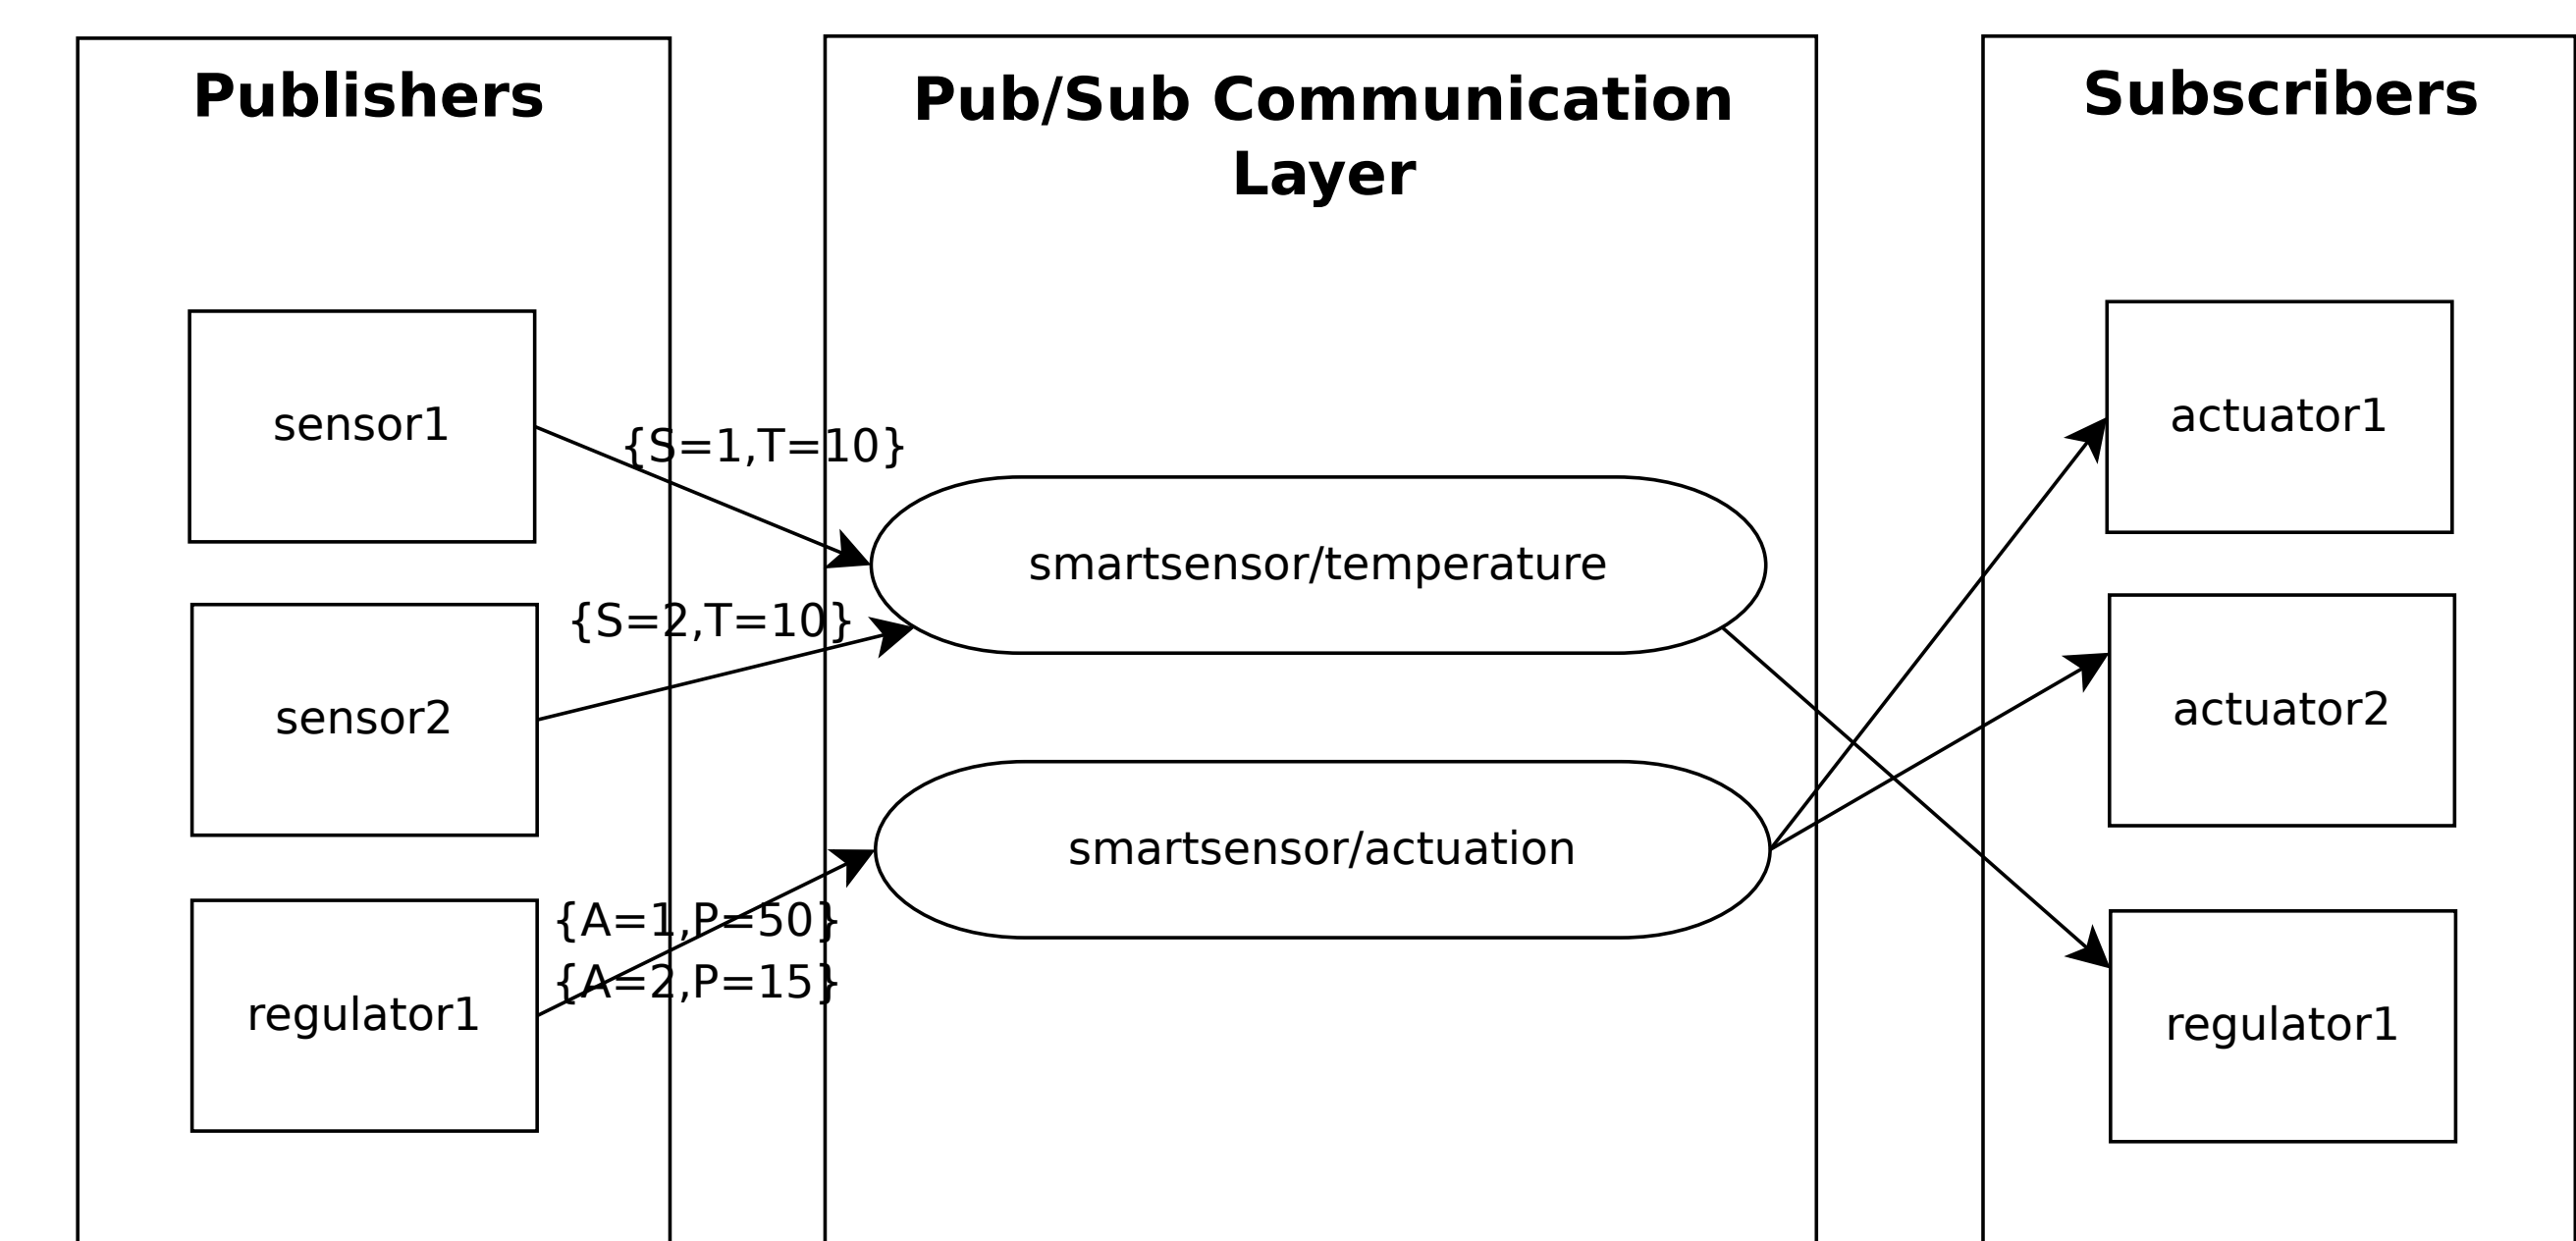 Publishers
sensor1
sensor2
regulator1
{S=1,T=10}
{S=2,T=10}
{A=1,P=50}
{A=2,P=15}
Pub/Sub Communication
Layer
smartsensor/temperature
smartsensor/actuation
Subscribers
actuator1
actuator2
regulator1